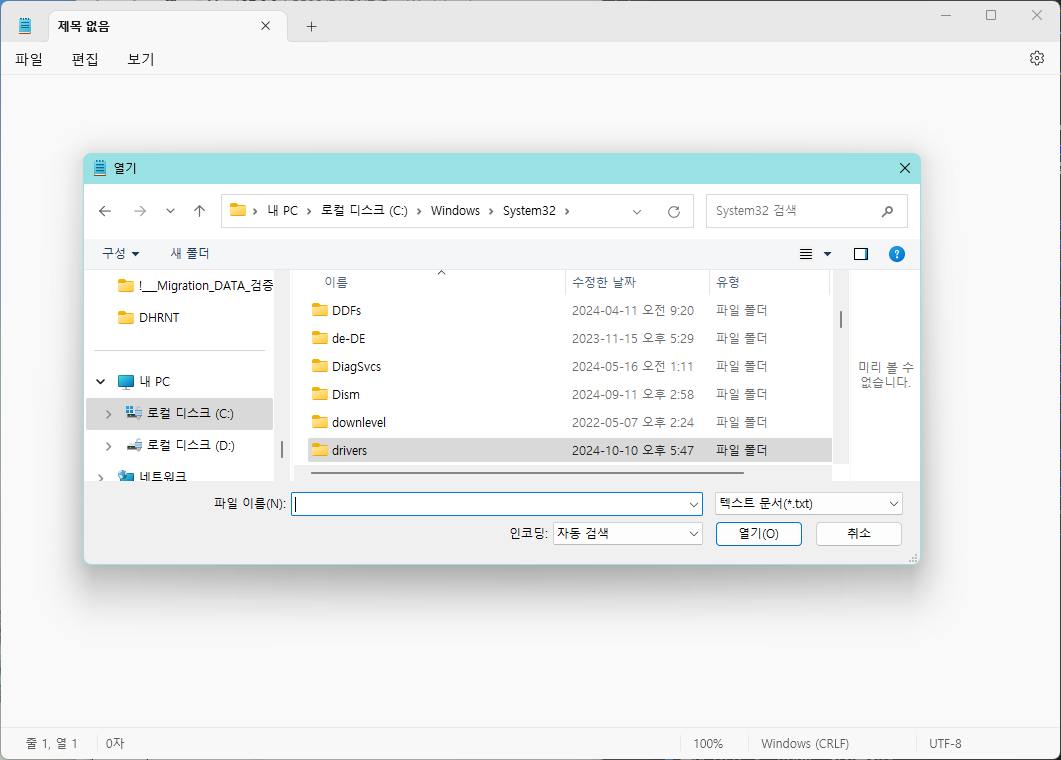 제목 없음
파일 편집 보기
열기
내 PC 로컬 디스크 (C:) Windows System32
System32 검색
구성 새 폴더
!__Migration_DATA_검증
DHRNT
내 PC
로컬 디스크 (C:)
로컬 디스크 (D:)
네트워크
이름 수정한 날짜 유형
DDFs 2024-04-11 오전 9:20 파일 폴더
de-DE 2023-11-15 오후 5:29 파일 폴더
DiagSvcs 2024-05-16 오전 1:11 파일 폴더
Dism 2024-09-11 오후 2:58 파일 폴더
downlevel 2022-05-07 오후 2:24 파일 폴더
drivers 2024-10-10 오후 5:47 파일 폴더
미리 볼 수
없습니다.
파일 이름(N): 텍스트 문서(*.txt)
인코딩: 자동 검색 열기(O) 취소
줄 1, 열 1 0자 100% Windows (CRLF) UTF-8